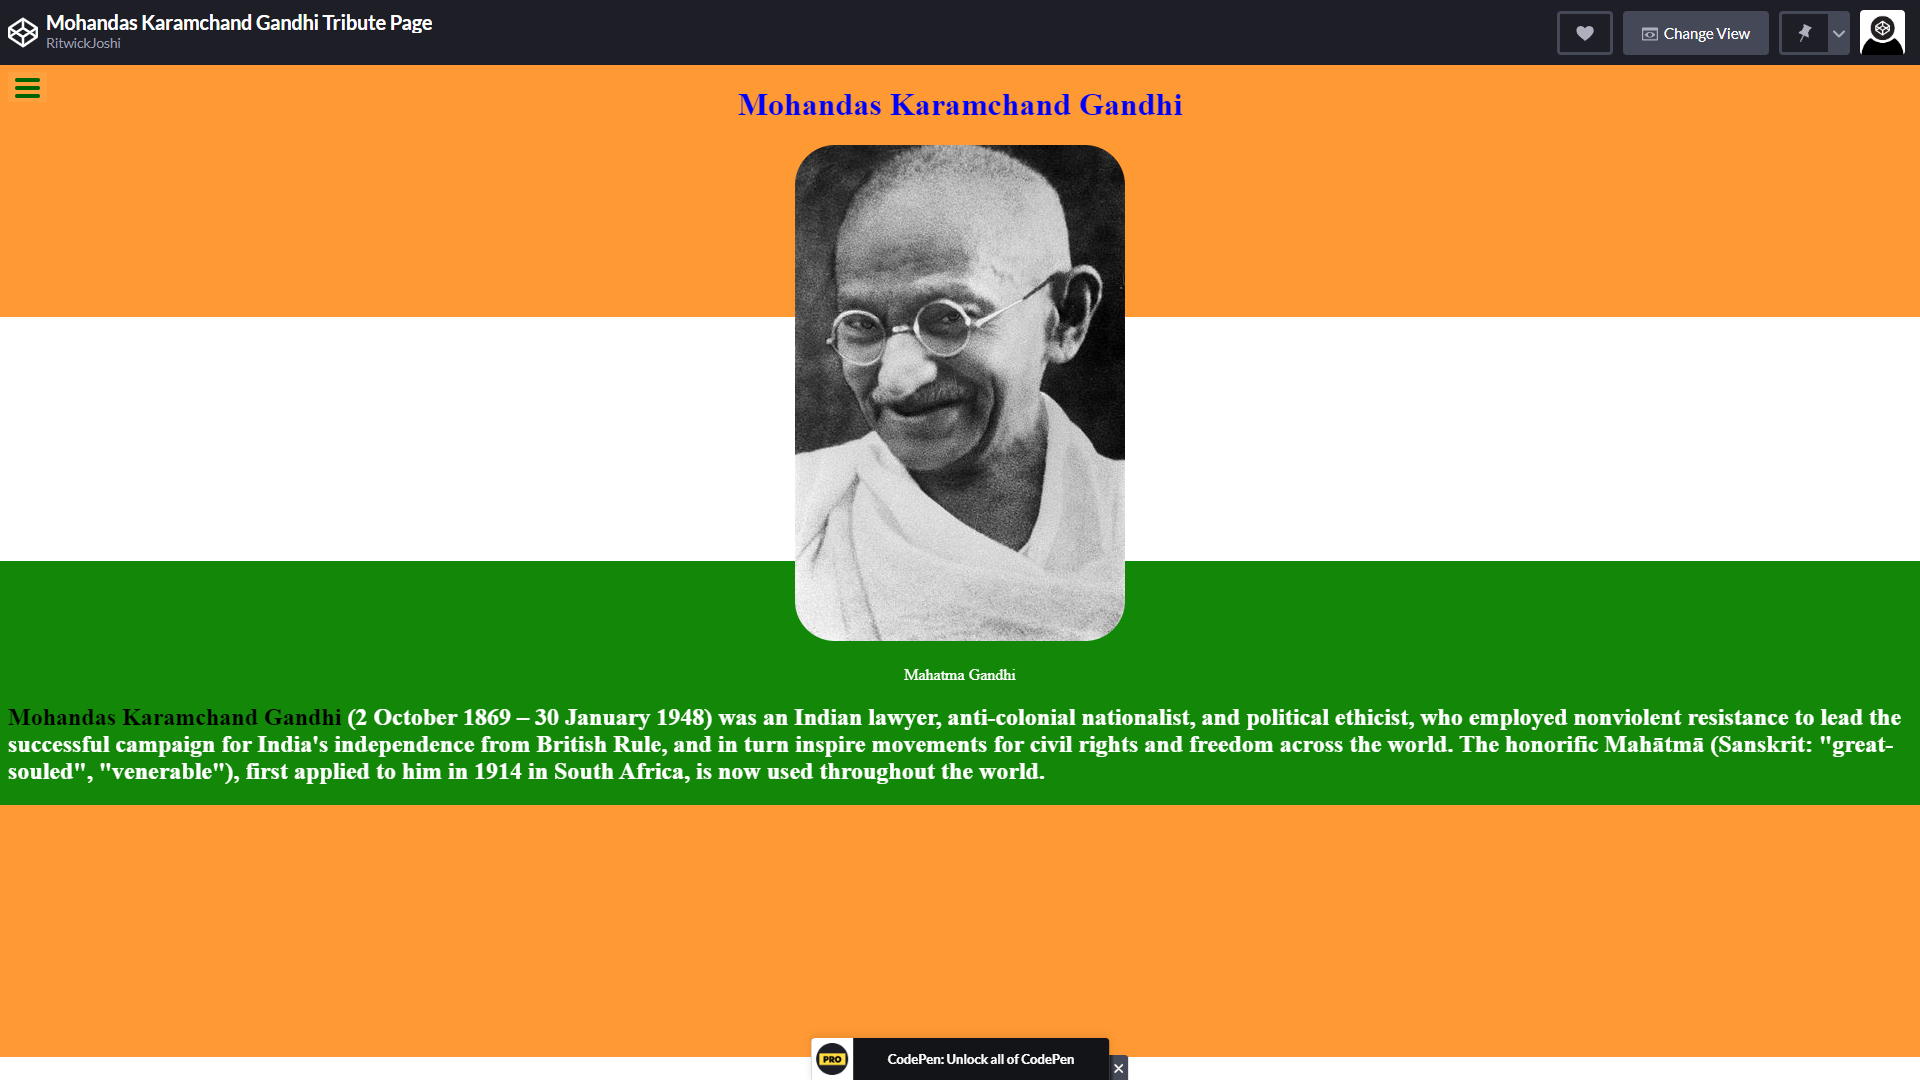 Mohandas Karamchand Gandhi Tribute Page
RitwickJoshi
Change View
Mohandas Karamchand Gandhi
Mahatma Gandhi
Mohandas Karamchand Gandhi (2 October 1869 – 30 January 1948) was an Indian lawyer, anti-colonial nationalist, and political ethicist, who employed nonviolent resistance to lead the
successful campaign for India's independence from British Rule, and in turn inspire movements for civil rights and freedom across the world. The honorific Mahātmā (Sanskrit: "great-
souled", "venerable"), first applied to him in 1914 in South Africa, is now used throughout the world.
PRO
CodePen: Unlock all of CodePen